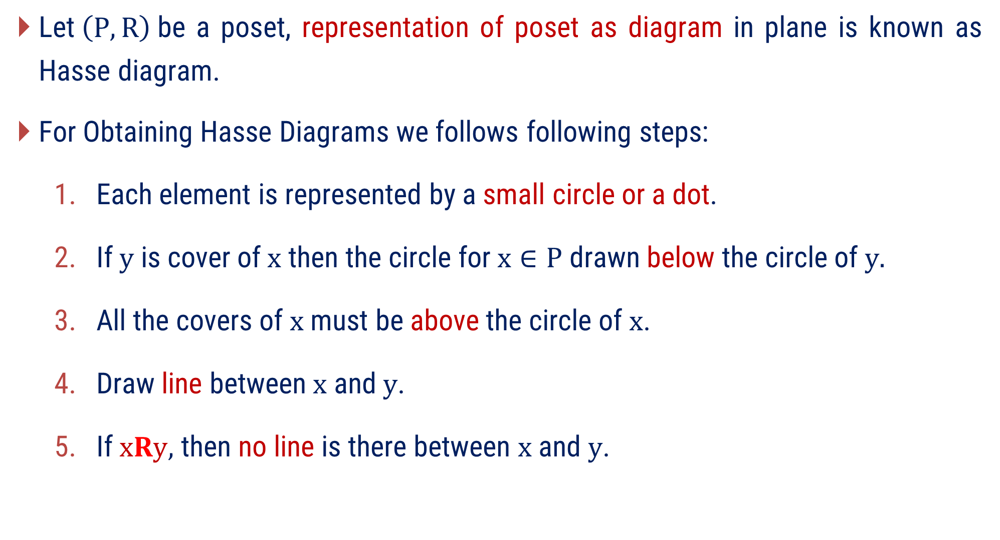 Let (P, R) be a poset, representation of poset as diagram in plane is known as
Hasse diagram.
For Obtaining Hasse Diagrams we follows following steps:
1. Each element is represented by a small circle or a dot.
2. If y is cover of x then the circle for x ∈ P drawn below the circle of y.
3. All the covers of x must be above the circle of x.
4. Draw line between x and y.
5. If xRy, then no line is there between x and y.